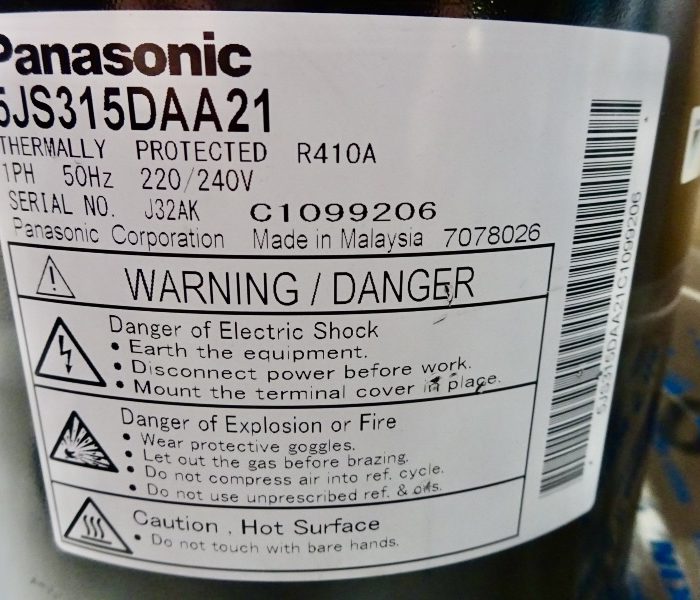 Panasonic
5JS315DAA21
THERMALLY PROTECTED R410A
1PH 50Hz 220/240V
SERIAL NO. J32AK C1099206
Panasonic Corporation Made in Malaysia 7078026
WARNING / DANGER
Danger of Electric Shock
• Earth the equipment.
• Disconnect power before work.
• Mount the terminal cover in place.
Danger of Explosion or Fire
• Wear protective goggles.
• Let out the gas before brazing.
• Do not compress air into ref. cycle.
• Do not use unprescribed ref. & oils.
Caution , Hot Surface
• Do not touch with bare hands.
5JS315DAA21C1099206